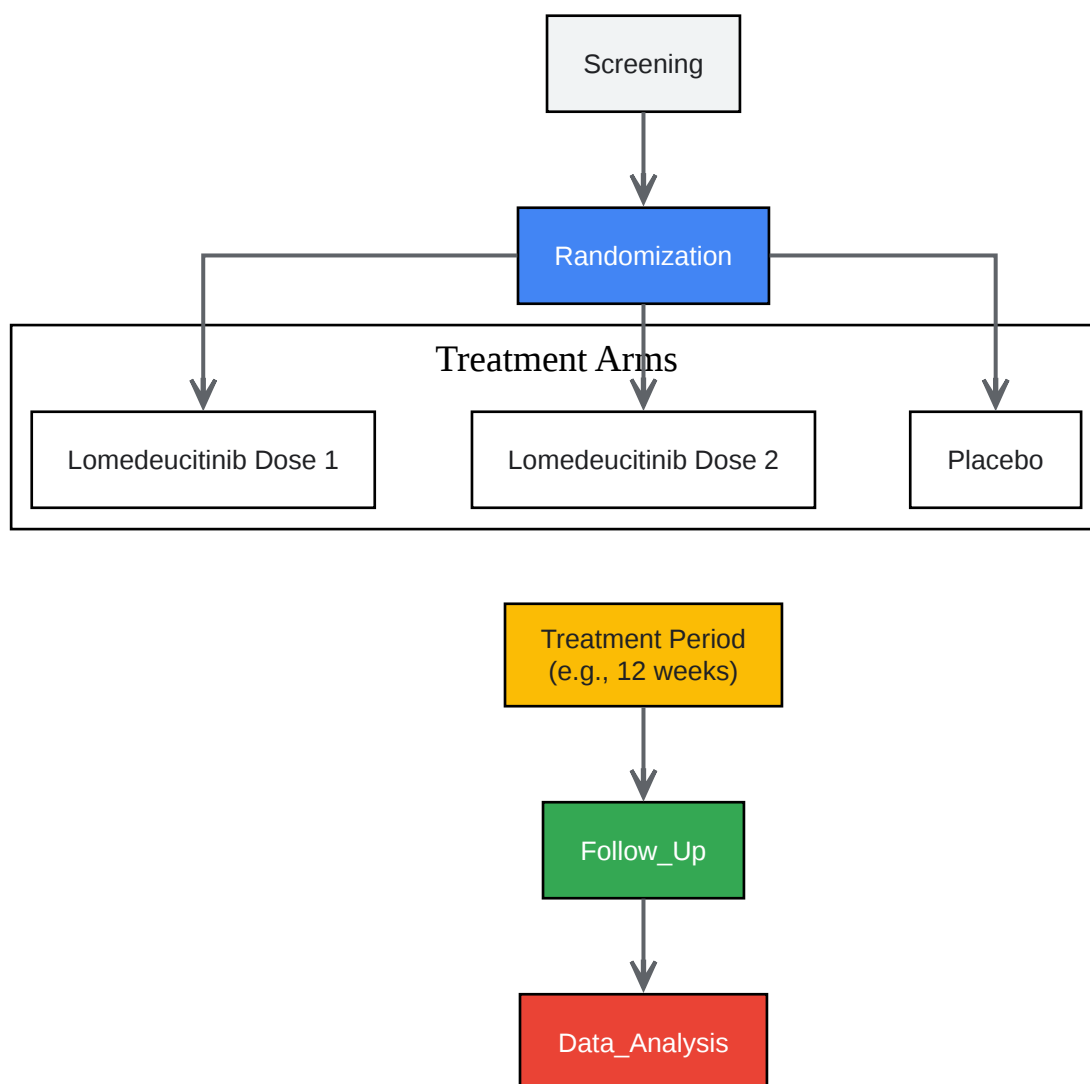 Screening
Randomization
Treatment Arms
Lomedeucitinib Dose 1
Lomedeucitinib Dose 2
Placebo
Treatment Period
(e.g., 12 weeks)
Follow_Up
Data_Analysis